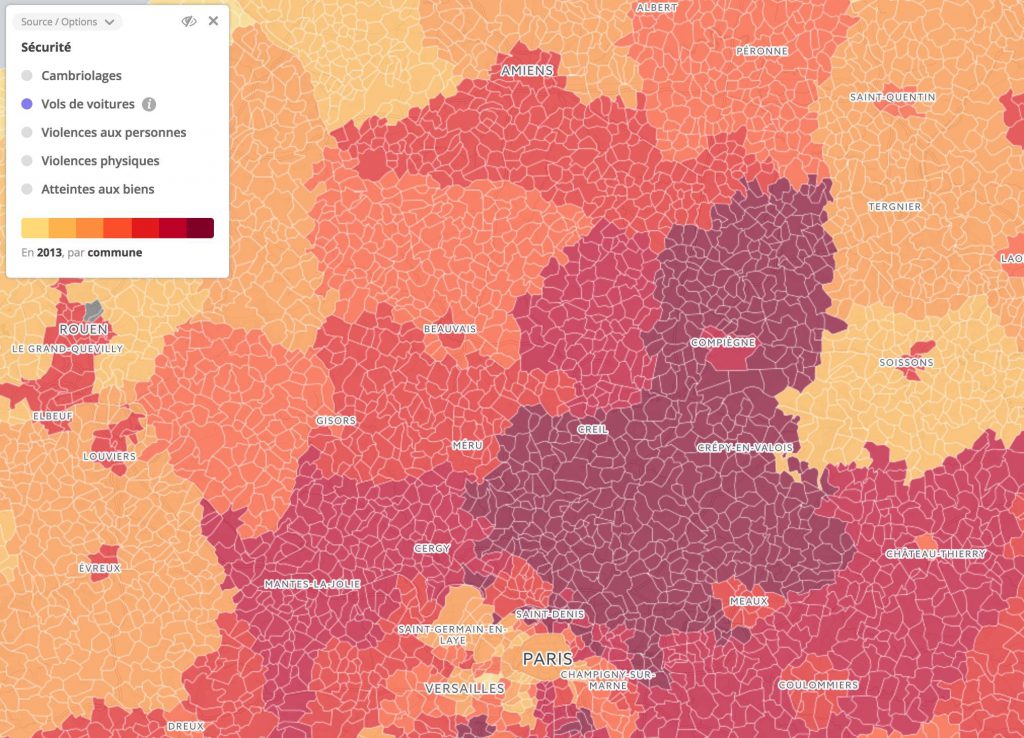 Source / Options
Sécurité
Cambriolages
Vols de voitures i
Violences aux personnes
Violences physiques
Atteintes aux biens
En 2013, par commune
ALBERT
PÉRONNE
AMIENS
SAINT-QUENTIN
TERGNIER
LAO
ROUEN
LE GRAND-QUEVILLY
BEAUVAIS
COMPIÈGNE
SOISSONS
ELBEUF
GISORS
CREIL
LOUVIERS
MÉRU
CRÉPY-EN-VALOIS
CERGY
CHÂTEAU-THIERRY
ÉVREUX
MANTES-LA-JOLIE
MEAUX
SAINT-DENIS
SAINT-GERMAIN-EN-
LAYE
PARIS
CHAMPIGNY-SUR-
MARNE
VERSAILLES
COULOMMIERS
DREUX